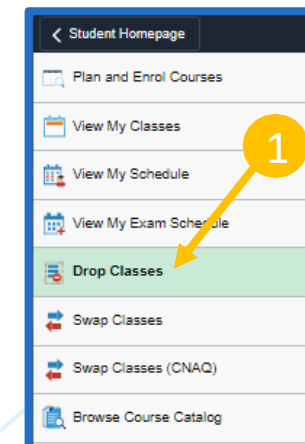 Student Homepage
Plan and Enrol Courses
View My Classes
1
View My Schedule
View My Exam Schedule
Drop Classes
Swap Classes
Swap Classes (CNAQ)
Browse Course Catalog